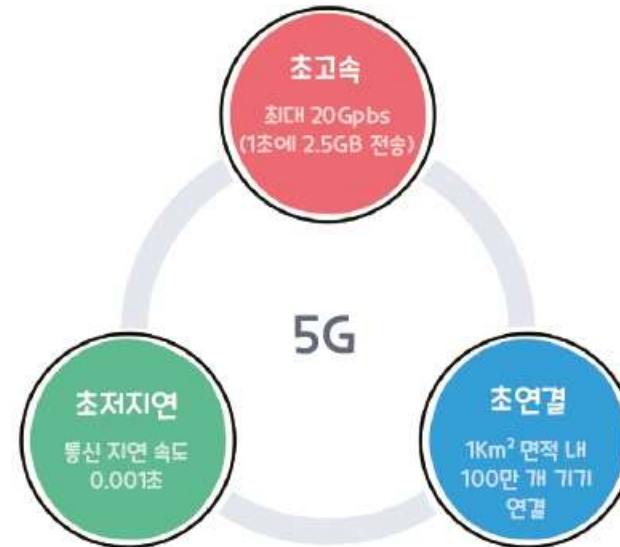 초고속
최대 20Gpbs
(1초에 2.5GB 전송)
5G
초저지연
통신 지연 속도
0.001초
초연결
1Km² 면적 내
100만 개 기기
연결